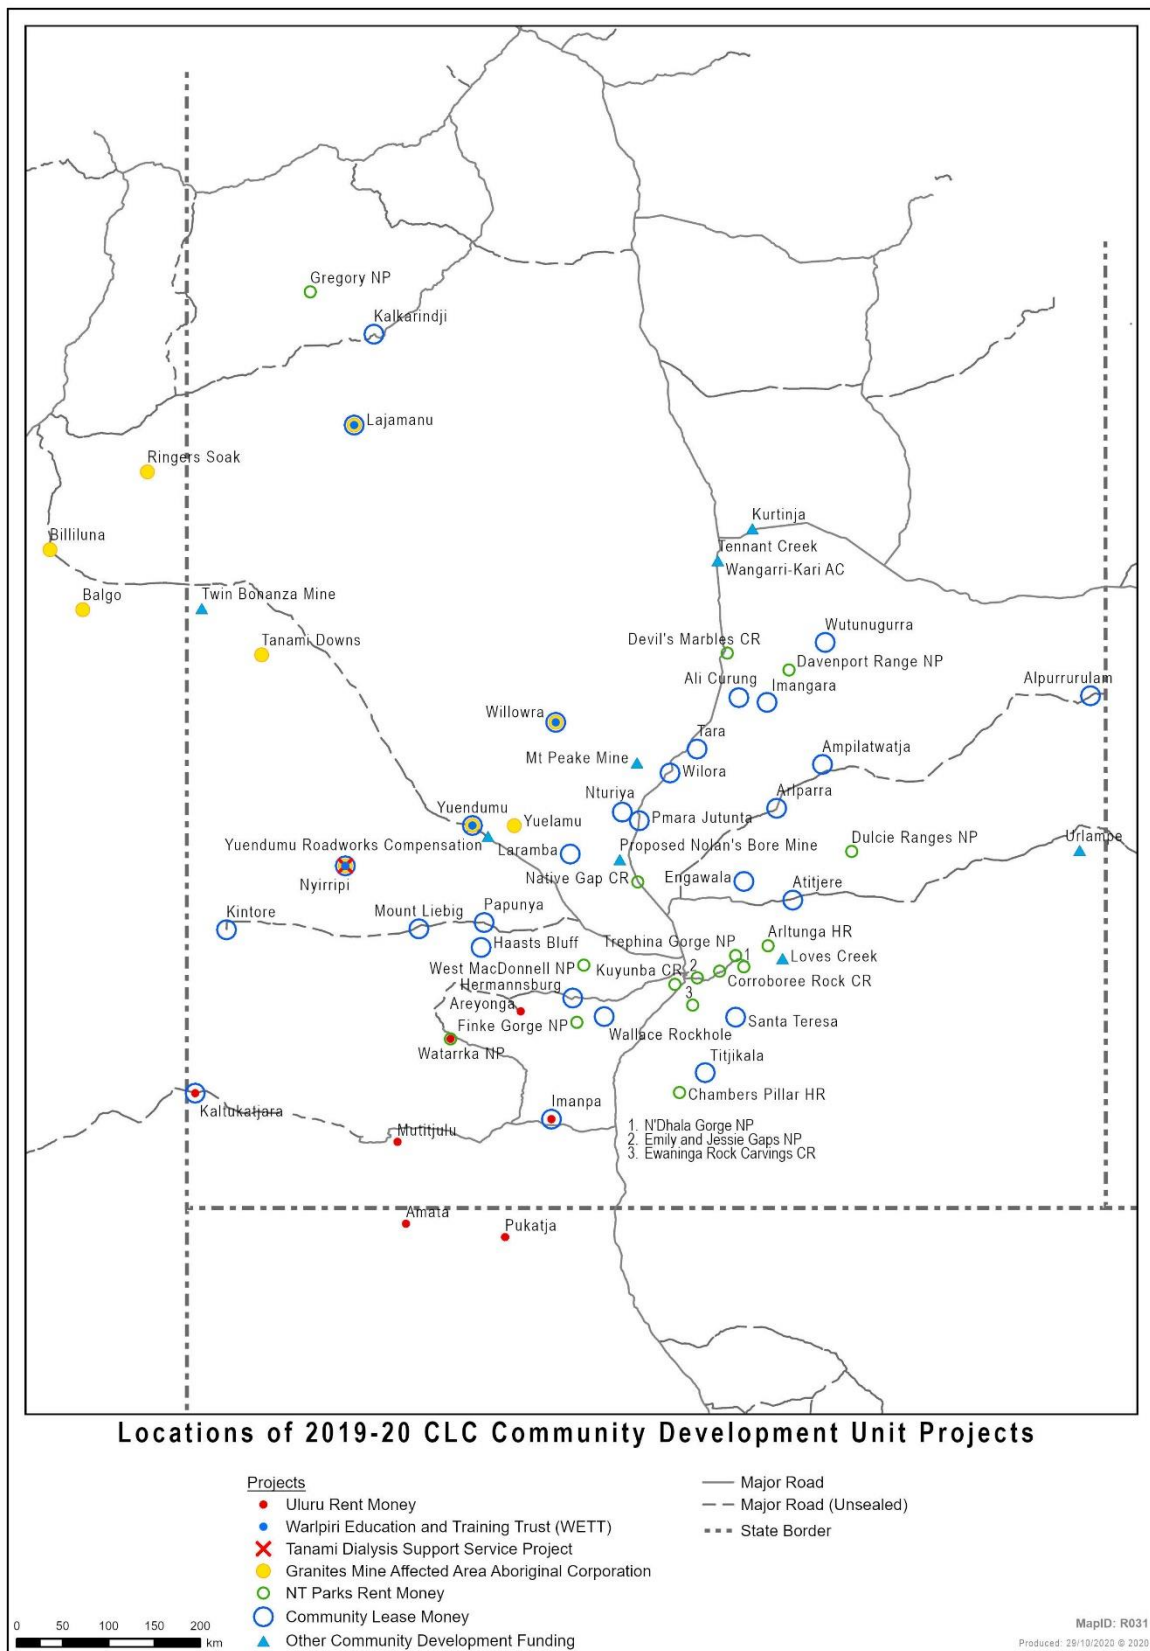 Gregory NP
Kalkarindji
Lajamanu
Ringers Soak
Kurtinja
Billiluna
Tennant Creek
Wangarri-Kari AC
Balgo
Twin Bonanza Mine
Wutunugurra
Tanami Downs
Devil's Marbles CR
Davenport Range NP
Ali Curung
Imangara
Alpurrurulam
Willowra
Tara
Mt Peake Mine
Ampilatwatja
Wilora
Nturiya
Arlparra
Yuendumu
Yuelamu
Pmara Jutunta
Yuendumu Roadworks Compensation
Laramba
Proposed Nolan's Bore Mine
Dulcie Ranges NP
Urlampe
Nyirripi
Native Gap CR
Engawala
Atitjere
Kintore
Mount Liebig
Papunya
Haasts Bluff
Trephina Gorge NP
1
Arltunga HR
West MacDonnell NP
Kuyunba CR
2
Loves Creek
Hermannsburg
Corroboree Rock CR
3
Areyonga
Finke Gorge NP
Wallace Rockhole
Santa Teresa
Watarrka NP
Titjikala
Kaltukatjara
Imanpa
Chambers Pillar HR
Mutitjulu
1. N'Dhala Gorge NP
2. Emily and Jessie Gaps NP
3. Ewaninga Rock Carvings CR
Amata
Pukatja
Locations of 2019-20 CLC Community Development Unit Projects
Projects
Uluru Rent Money
Warlpiri Education and Training Trust (WETT)
Tanami Dialysis Support Service Project
Granites Mine Affected Area Aboriginal Corporation
NT Parks Rent Money
Community Lease Money
Other Community Development Funding
Major Road
Major Road (Unsealed)
State Border
0 50 100 150 200
km
MapID: R031
Produced: 29/10/2020 © 2020